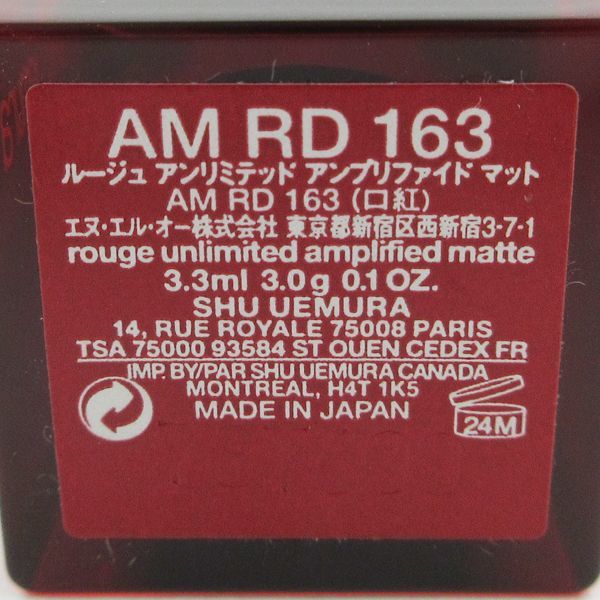 AM RD 163
ルージュ アンリミテッド アンプリファイド マット
AM RD 163 (口紅)
エヌ・エル・オー株式会社 東京都新宿区西新宿3-7-1
rouge unlimited amplified matte
3.3ml 3.0g 0.1 OZ.
SHU UEMURA
14, RUE ROYALE 75008 PARIS
TSA 75000 93584 ST OUEN CEDEX FR
IMP. BY/PAR SHU UEMURA CANADA
MONTREAL, H4T 1K5
MADE IN JAPAN
24M